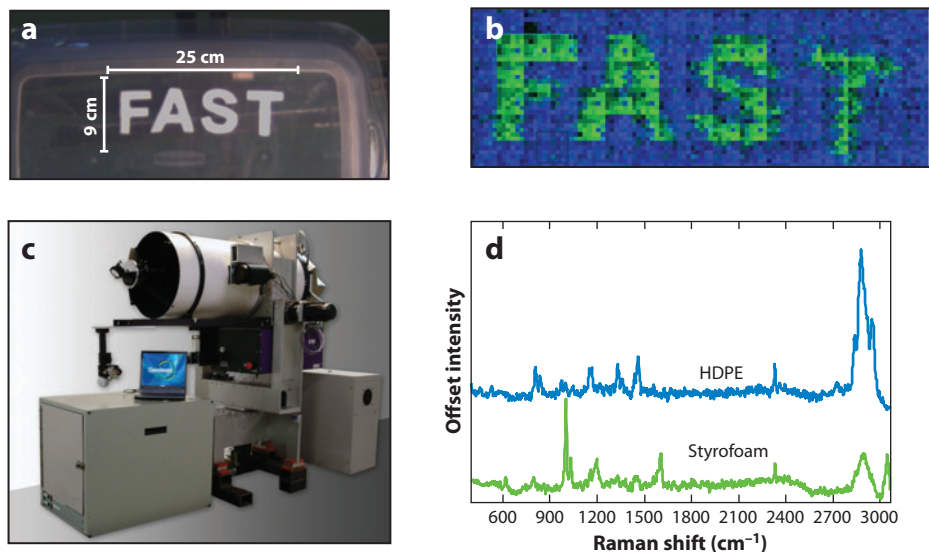 a
25 cm
9 cm
FAST
b
FAST
c
d
Offset intensity
HDPE
Styrofoam
600 900 1200 1500 1800 2100 2400 2700 3000
Raman shift (cm⁻¹)